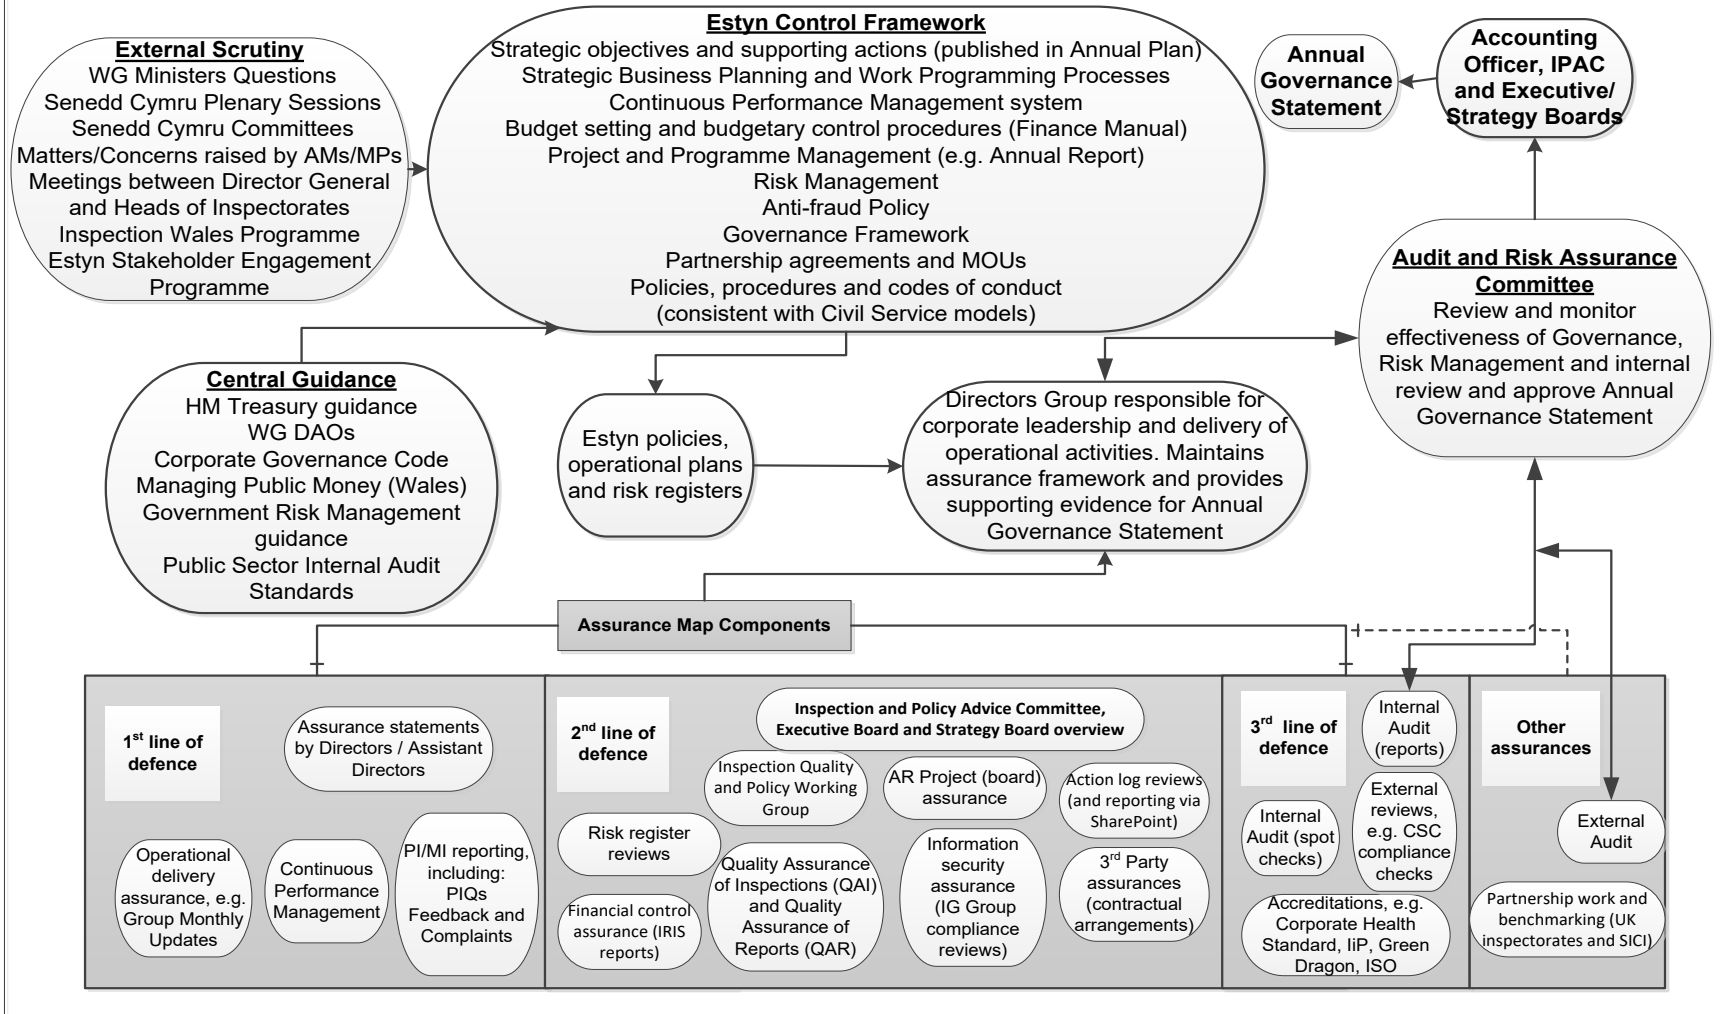 External Scrutiny
WG Ministers Questions
Senedd Cymru Plenary Sessions
Senedd Cymru Committees
Matters/Concerns raised by AMs/MPs
Meetings between Director General
and Heads of Inspectorates
Inspection Wales Programme
Estyn Stakeholder Engagement
Programme
Estyn Control Framework
Strategic objectives and supporting actions (published in Annual Plan)
Strategic Business Planning and Work Programming Processes
Continuous Performance Management system
Budget setting and budgetary control procedures (Finance Manual)
Project and Programme Management (e.g. Annual Report)
Risk Management
Anti-fraud Policy
Governance Framework
Partnership agreements and MOUs
Policies, procedures and codes of conduct
(consistent with Civil Service models)
Annual
Governance
Statement
Accounting
Officer, IPAC
and Executive/
Strategy Boards
Audit and Risk Assurance
Committee
Review and monitor
effectiveness of Governance,
Risk Management and internal
review and approve Annual
Governance Statement
Central Guidance
HM Treasury guidance
WG DAOs
Corporate Governance Code
Managing Public Money (Wales)
Government Risk Management
guidance
Public Sector Internal Audit
Standards
Estyn policies,
operational plans
and risk registers
Directors Group responsible for
corporate leadership and delivery of
operational activities. Maintains
assurance framework and provides
supporting evidence for Annual
Governance Statement
Assurance Map Components
1st line of
defence
Assurance statements
by Directors / Assistant
Directors
Operational
delivery
assurance, e.g.
Group Monthly
Updates
Continuous
Performance
Management
PI/MI reporting,
including:
PIQs
Feedback and
Complaints
2nd line of
defence
Inspection and Policy Advice Committee,
Executive Board and Strategy Board overview
Inspection Quality
and Policy Working
Group
AR Project (board)
assurance
Action log reviews
(and reporting via
SharePoint)
Risk register
reviews
Financial control
assurance (IRIS
reports)
Quality Assurance
of Inspections (QAI)
and Quality
Assurance of
Reports (QAR)
Information
security
assurance
(IG Group
compliance
reviews)
3rd Party
assurances
(contractual
arrangements)
3rd line of
defence
Internal
Audit
(reports)
Internal
Audit (spot
checks)
External
reviews,
e.g. CSC
compliance
checks
Accreditations, e.g.
Corporate Health
Standard, IiP, Green
Dragon, ISO
Other
assurances
External
Audit
Partnership work and
benchmarking (UK
inspectorates and SICI)